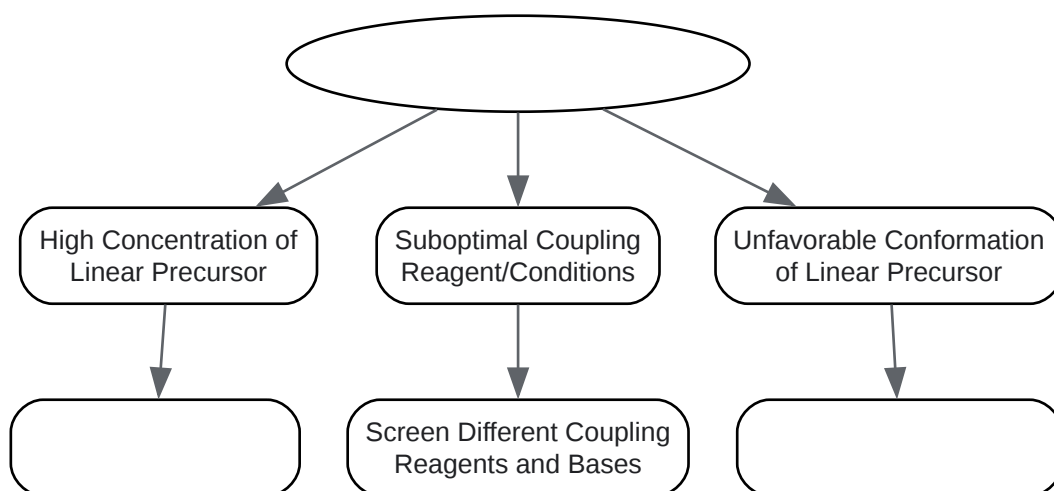 High Concentration of
Linear Precursor
Suboptimal Coupling
Reagent/Conditions
Unfavorable Conformation
of Linear Precursor
Screen Different Coupling
Reagents and Bases